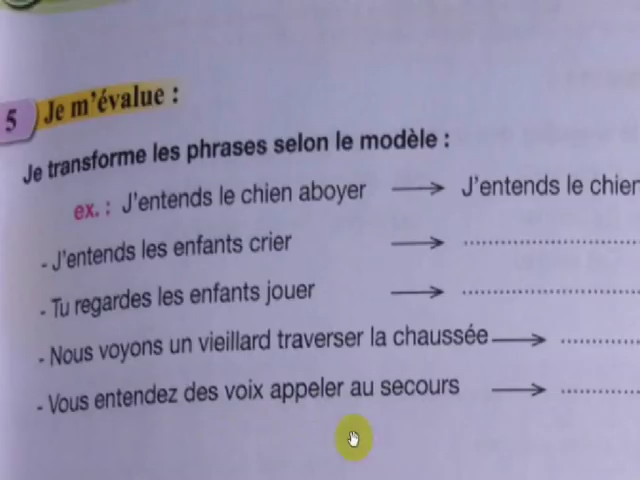 5 Je m'évalue :
Je transforme les phrases selon le modèle :
ex. : J'entends le chien aboyer → J'entends le chien
- J'entends les enfants crier → ....................
- Tu regardes les enfants jouer → ....................
- Nous voyons un vieillard traverser la chaussée → ..........
- Vous entendez des voix appeler au secours → ..........